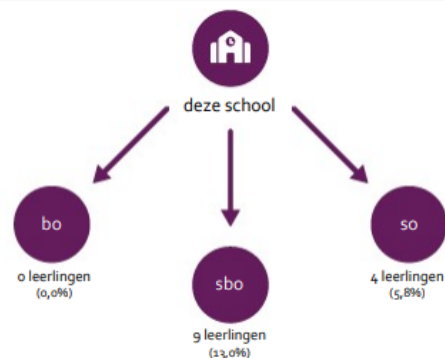 deze school
bo
0 leerlingen
(0,0%)
sbo
9 leerlingen
(13,0%)
so
4 leerlingen
(5,8%)